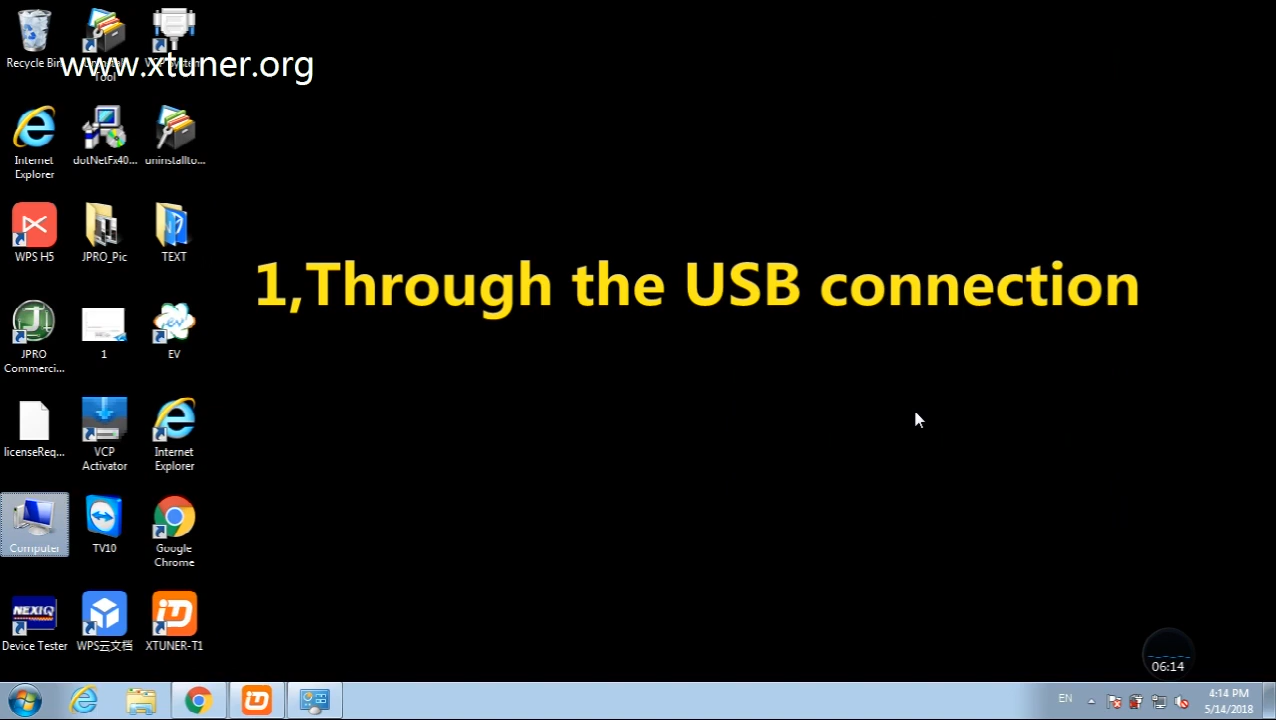 www.xtuner.org
Recycle Bin
Tool
Internet
Explorer
dotNetFx40...
uninstallto...
WPS H5
JPRO_Pic
TEXT
1,Through the USB connection
JPRO
Commerci...
1
EV
licenseReq...
VCP
Activator
Internet
Explorer
Computer
TV10
Google
Chrome
NEXIQ
Device Tester
WPS云文档
XTUNER-T1
06:14
EN
4:14 PM
5/14/2018